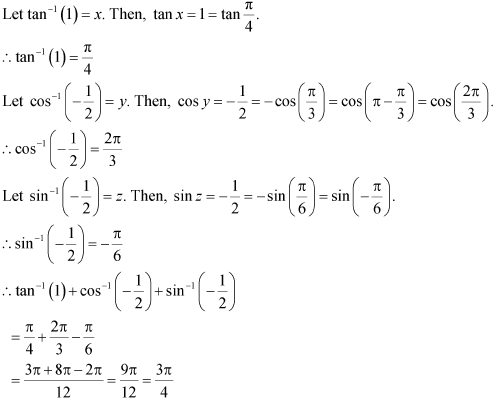 Let tan⁻¹(1) = x. Then, tan x = 1 = tan π/4.
∴ tan⁻¹(1) = π/4
Let cos⁻¹(−1/2) = y. Then, cos y = −1/2 = −cos(π/3) = cos(π − π/3) = cos(2π/3).
∴ cos⁻¹(−1/2) = 2π/3
Let sin⁻¹(−1/2) = z. Then, sin z = −1/2 = −sin(π/6) = sin(−π/6).
∴ sin⁻¹(−1/2) = −π/6
∴ tan⁻¹(1) + cos⁻¹(−1/2) + sin⁻¹(−1/2)
= π/4 + 2π/3 − π/6
= (3π + 8π − 2π)/12 = 9π/12 = 3π/4